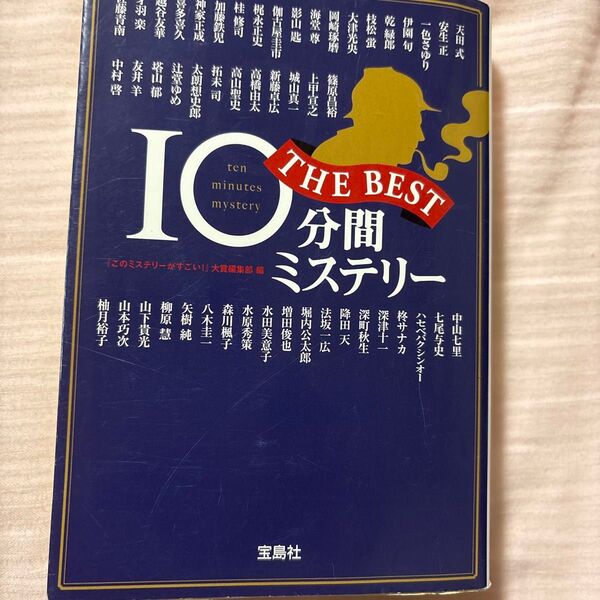 天田 式
安生 正
一色さゆり
伊園 旬
乾 緑郎
枝松 蛍
大津光央
岡崎琢磨
海堂 尊
影山 匙
伽古屋圭市
梶永正史
桂 修司
加藤鉄児
神家正成
喜多喜久
越谷友華
篠原昌裕
上甲宣之
城山真一
新藤卓広
高橋由太
高山聖史
拓未 司
太朗想史郎
辻堂ゆめ
塔山 郁
友井 羊
中村 啓
10
ten
minutes
mystery
THE BEST
分間
ミステリー
『このミステリーがすごい!』大賞編集部 編
中山七里
七尾与史
ハセベバクシンオー
柊サナカ
深津十一
深町秋生
降田 天
法坂一広
堀内公太郎
増田俊也
水田美意子
水原秀策
森川楓子
八木圭一
矢樹 純
柳原 慧
山下貴光
山本巧次
柚月裕子
宝島社